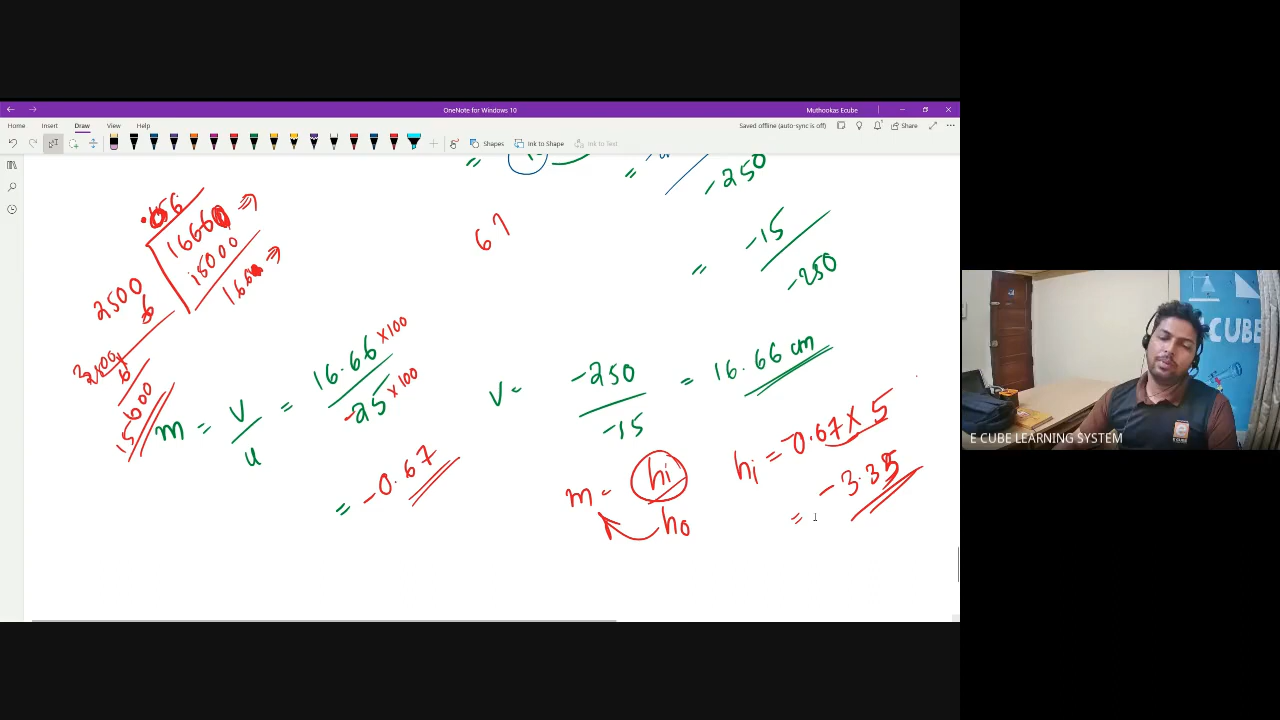 OneNote for Windows 10
Muthookas Ecube
Home Insert Draw View Help
Saved offline (auto-sync is off)
Share
Shapes
Ink to Shape
Ink to Text
=
=
-250
= -15
-250
67
16660
2500
15000
6
15000
m = v/u = 16.66 ×100 / -25 ×100
= -0.67
v = -250 / -15 = 16.66 cm
m = hi / ho
hi = -0.67 × 5
= -3.35
CUBE
E CUBE LEARNING SYSTEM